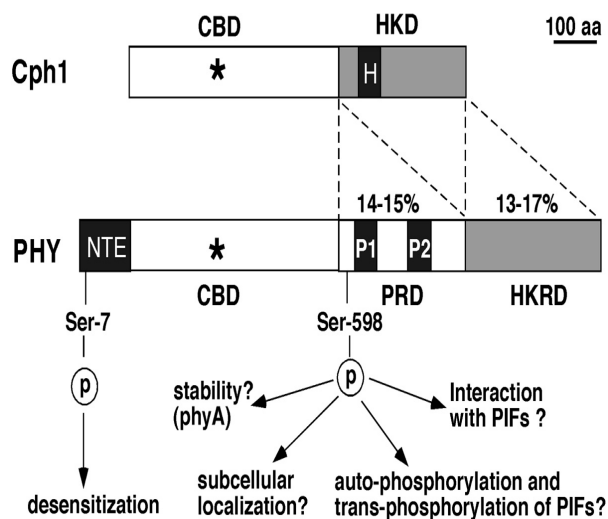 CBD HKD 100 aa
Cph1 * H
14-15% 13-17%
PHY NTE * P1 P2
CBD PRD HKRD
Ser-7 Ser-598
p p
stability?
(phyA)
Interaction
with PIFs ?
subcellular
localization?
auto-phosphorylation and
trans-phosphorylation of PIFs?
desensitization